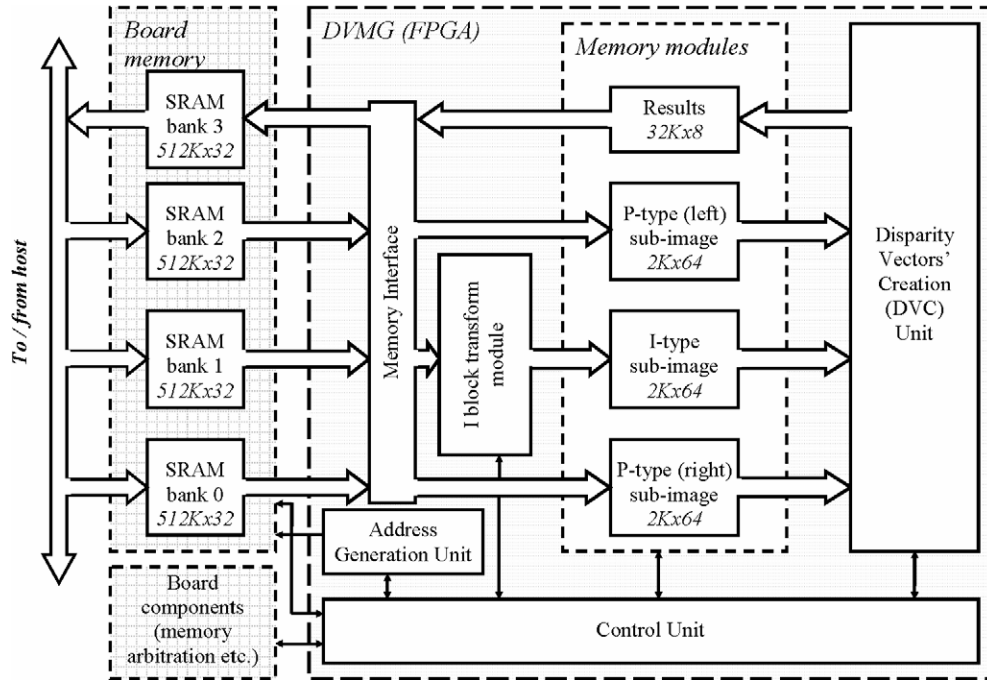 Board
memory
DVMG (FPGA)
Memory modules
SRAM
bank 3
512Kx32
Results
32Kx8
SRAM
bank 2
512Kx32
P-type (left)
sub-image
2Kx64
Disparity
Vectors'
Creation
(DVC)
Unit
To / from host
Memory Interface
I block transform
module
SRAM
bank 1
512Kx32
I-type
sub-image
2Kx64
SRAM
bank 0
512Kx32
P-type (right)
sub-image
2Kx64
Address
Generation Unit
Board
components
(memory
arbitration etc.)
Control Unit